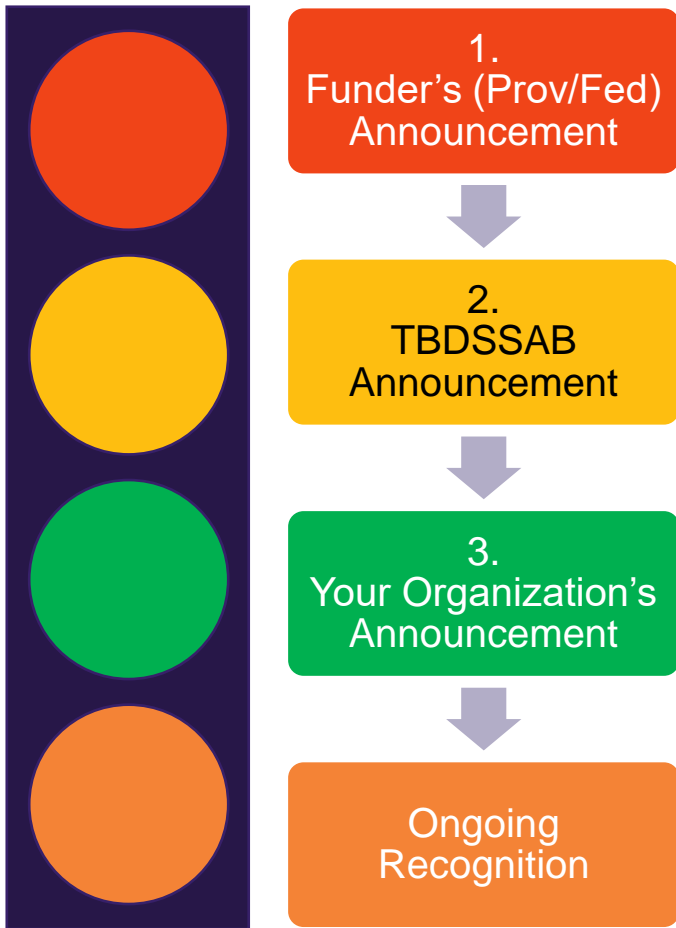 1.
Funder’s (Prov/Fed)
Announcement
2.
TBDSSAB
Announcement
3.
Your Organization’s
Announcement
Ongoing
Recognition